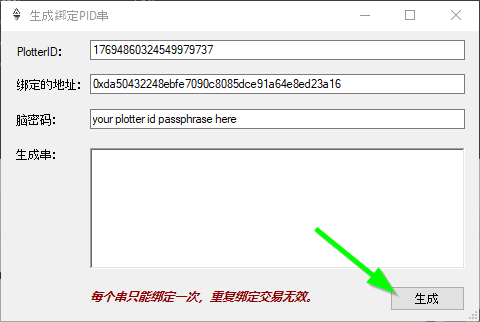 生成绑定PID串
PlotterID: 17694860324549979737
绑定的地址: 0xda50432248ebfe7090c8085dce91a64e8ed23a16
脑密码: your plotter id passphrase here
生成串:
每个串只能绑定一次，重复绑定交易无效。
生成